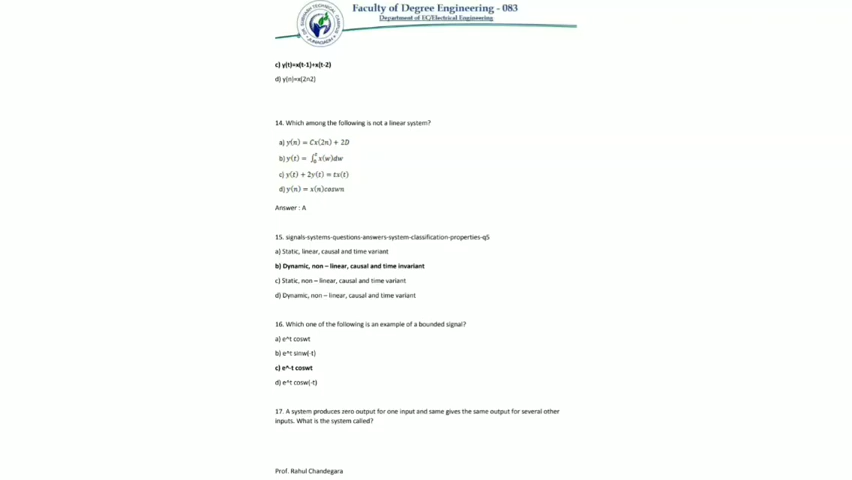 Faculty of Degree Engineering - 083
Department of EC/Electrical Engineering
c) y(t)=x(t-1)+x(t-2)
d) y(n)=x(2n2)
14. Which among the following is not a linear system?
a) y(n) = Cx(2n) + 2D
b) y(t) = ∫₀ᵗ x(w)dw
c) y(t) + 2y(t) = tx(t)
d) y(n) = x(n)coswn
Answer : A
15. signals-systems-questions-answers-system-classification-properties-q5
a) Static, linear, causal and time variant
b) Dynamic, non – linear, causal and time invariant
c) Static, non – linear, causal and time variant
d) Dynamic, non – linear, causal and time variant
16. Which one of the following is an example of a bounded signal?
a) e^t coswt
b) e^t sinw(-t)
c) e^-t coswt
d) e^t cosw(-t)
17. A system produces zero output for one input and same gives the same output for several other
inputs. What is the system called?
Prof. Rahul Chandegara